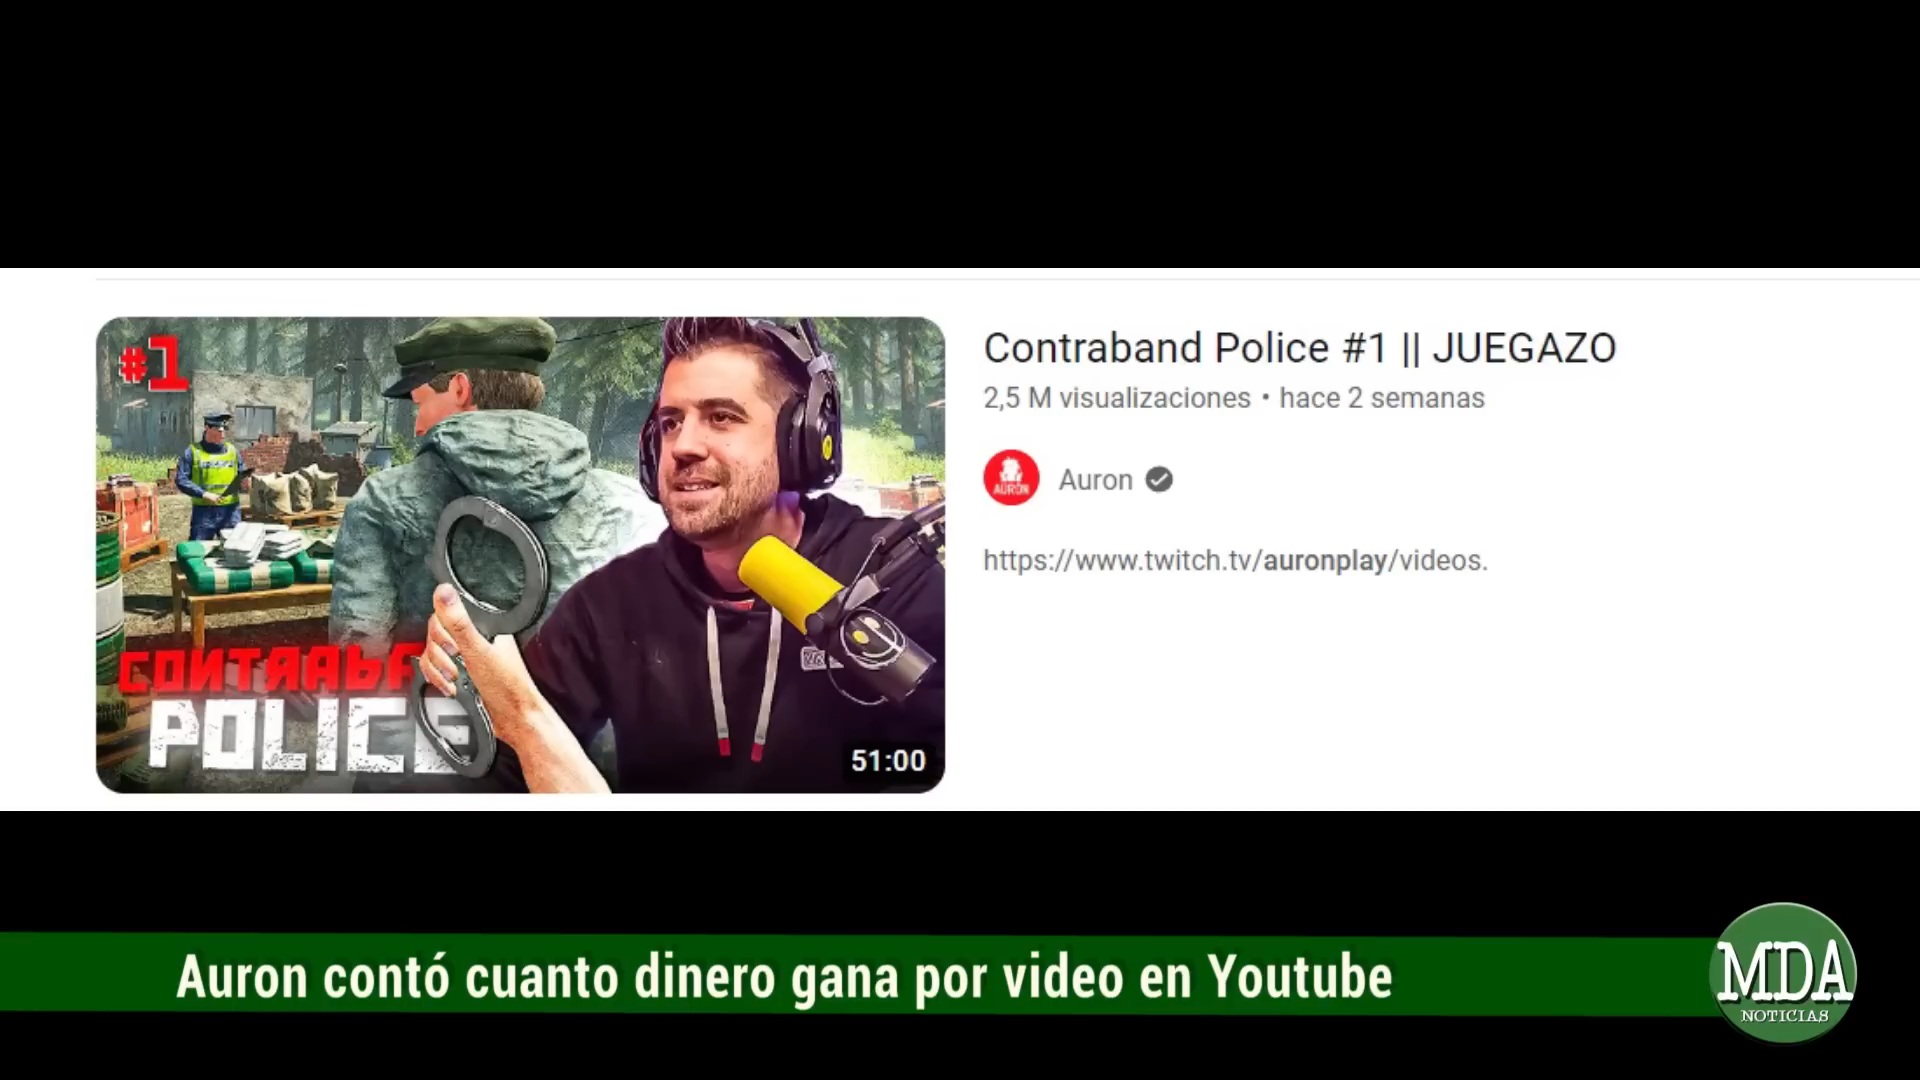 #1
CONTRABA
POLICE
51:00
Contraband Police #1 || JUEGAZO
2,5 M visualizaciones • hace 2 semanas
AURON
Auron
https://www.twitch.tv/auronplay/videos.
Auron contó cuanto dinero gana por video en Youtube
MDA
NOTICIAS